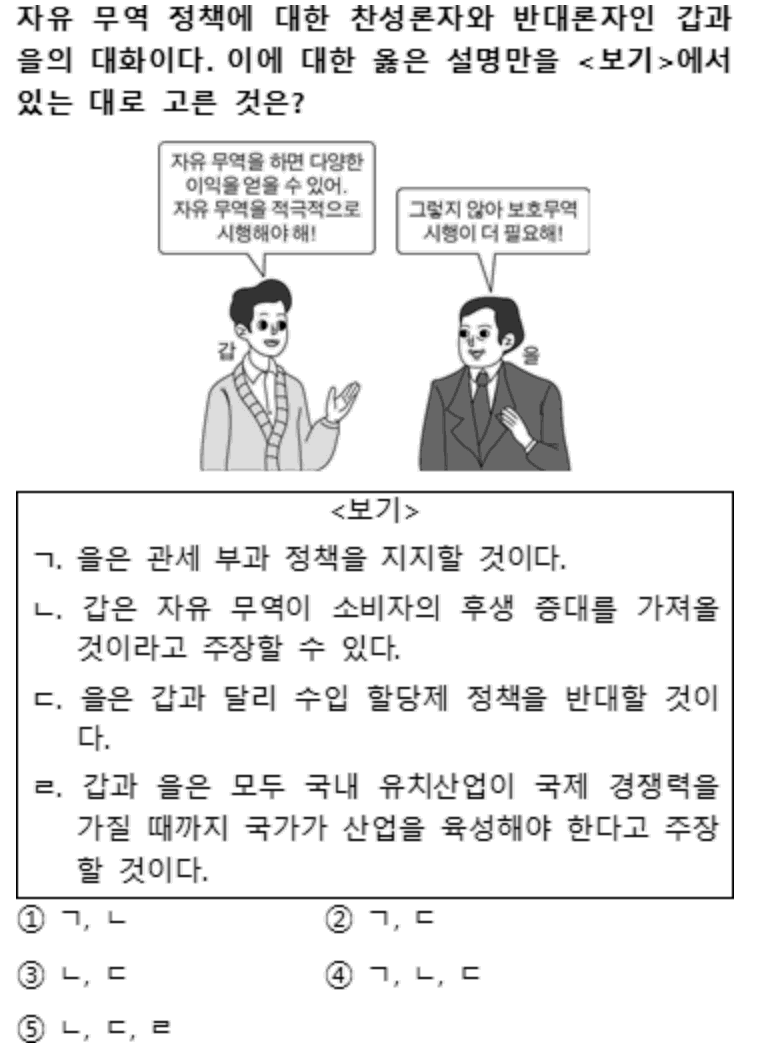 자유 무역 정책에 대한 찬성론자와 반대론자인 갑과
을의 대화이다. 이에 대한 옳은 설명만을 <보기>에서
있는 대로 고른 것은?
자유 무역을 하면 다양한
이익을 얻을 수 있어.
자유 무역을 적극적으로
시행해야 해!
그렇지 않아 보호무역
시행이 더 필요해!
갑
을
<보기>
ㄱ. 을은 관세 부과 정책을 지지할 것이다.
ㄴ. 갑은 자유 무역이 소비자의 후생 증대를 가져올
것이라고 주장할 수 있다.
ㄷ. 을은 갑과 달리 수입 할당제 정책을 반대할 것이
다.
ㄹ. 갑과 을은 모두 국내 유치산업이 국제 경쟁력을
가질 때까지 국가가 산업을 육성해야 한다고 주장
할 것이다.
① ㄱ, ㄴ ② ㄱ, ㄷ
③ ㄴ, ㄷ ④ ㄱ, ㄴ, ㄷ
⑤ ㄴ, ㄷ, ㄹ